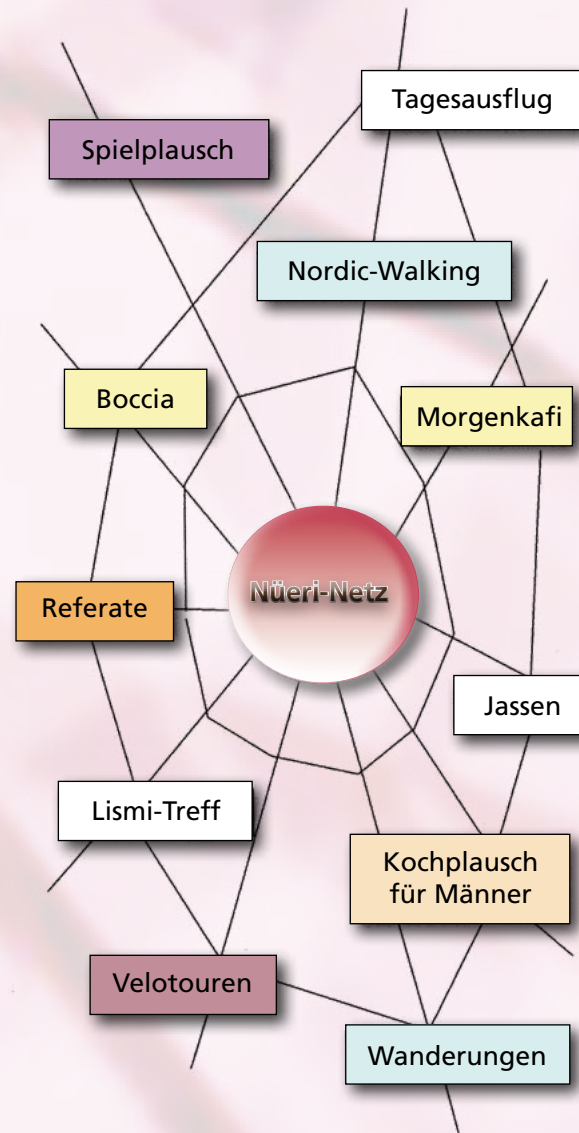 Tagesausflug
Spielplausch
Nordic-Walking
Boccia
Morgenkafi
Nüeri-Netz
Referate
Jassen
Lismi-Treff
Kochplausch
für Männer
Velotouren
Wanderungen